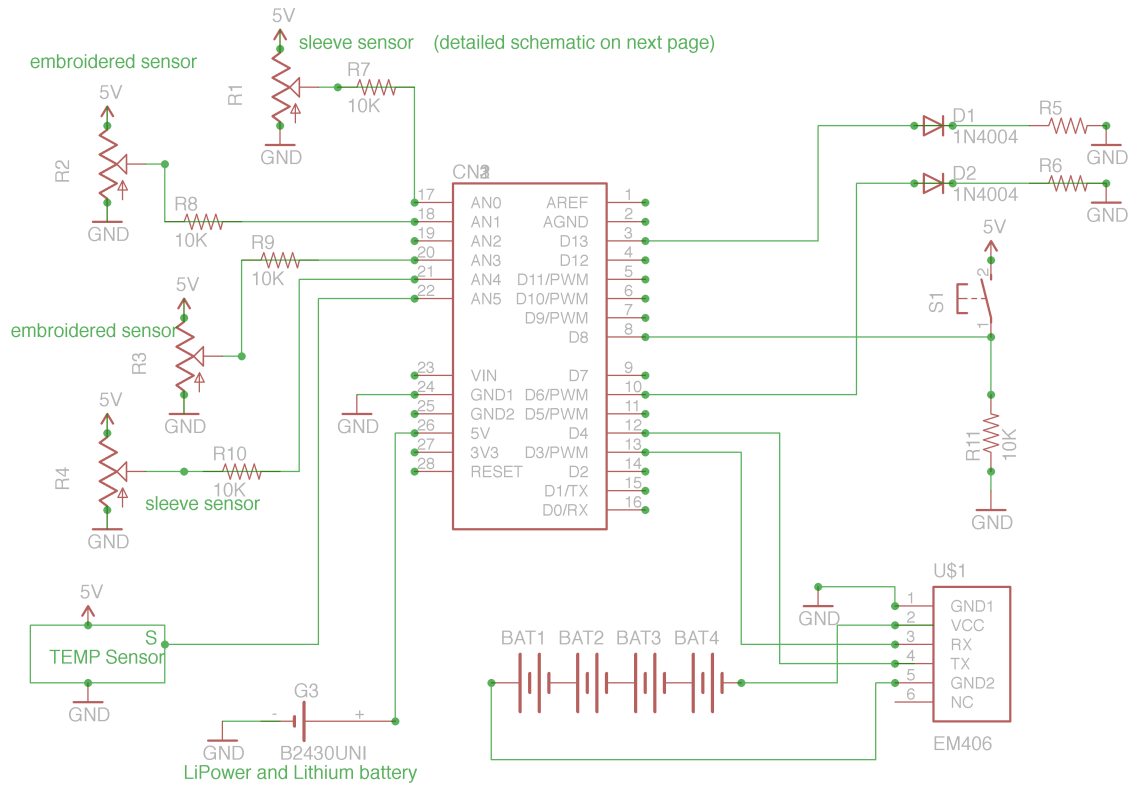 5V
sleeve sensor (detailed schematic on next page)
embroidered sensor
R7
10K
R1
GND
5V
R2
R8
10K
GND
R9
10K
5V
embroidered sensor
R3
GND
5V
R4
R10
10K
sleeve sensor
GND
GND
5V
S
TEMP Sensor
GND
G3
- +
GND
B2430UNI
LiPower and Lithium battery
17 AN0 AREF 1
18 AN1 AGND 2
19 AN2 D13 3
20 AN3 D12 4
21 AN4 D11/PWM 5
22 AN5 D10/PWM 6
D9/PWM 7
D8 8
23 VIN D7 9
24 GND1 D6/PWM 10
25 GND2 D5/PWM 11
26 5V D4 12
27 3V3 D3/PWM 13
28 RESET D2 14
D1/TX 15
D0/RX 16
D1
1N4004
R5
GND
D2
1N4004
R6
GND
5V
2
S1
1
R11
10K
GND
BAT1 BAT2 BAT3 BAT4
GND
U$1
1 GND1
2 VCC
3 RX
4 TX
5 GND2
6 NC
EM406